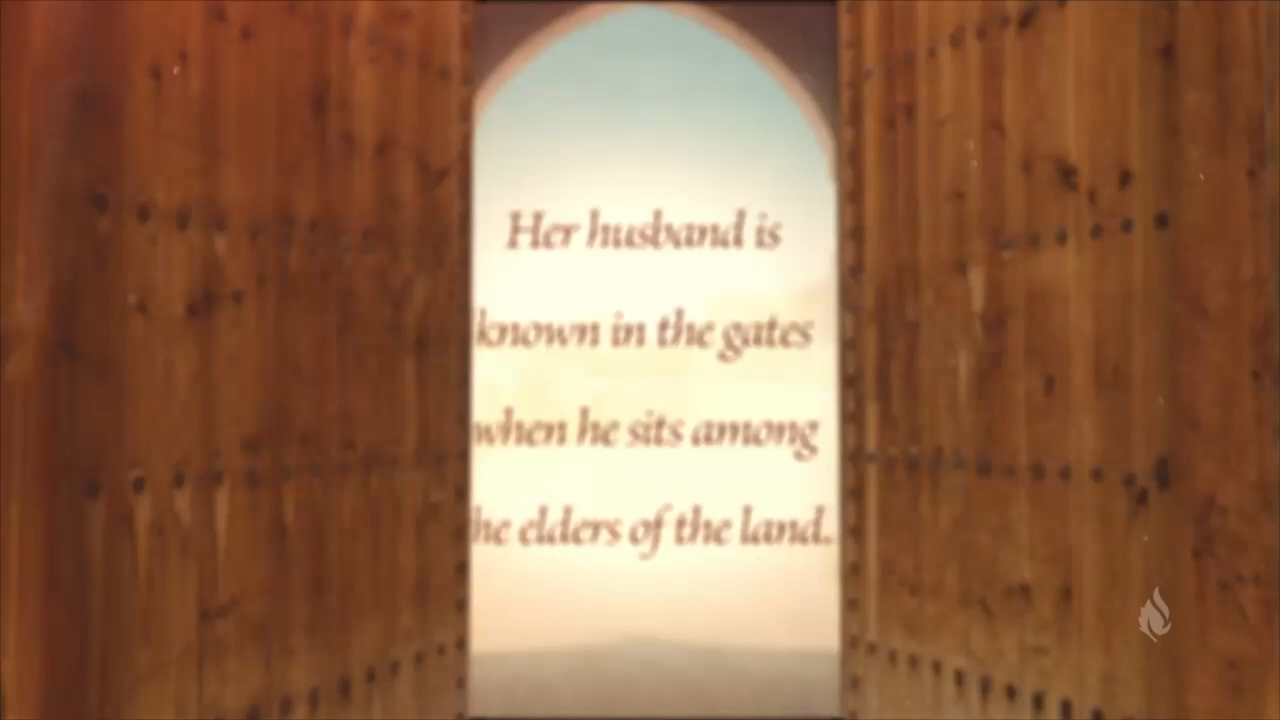 Her husband is
known in the gates
when he sits among
he elders of the land.